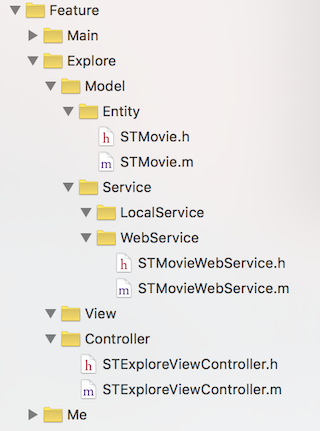 Feature
Main
Explore
Model
Entity
h STMovie.h
m STMovie.m
Service
LocalService
WebService
h STMovieWebService.h
m STMovieWebService.m
View
Controller
h STExploreViewController.h
m STExploreViewController.m
Me